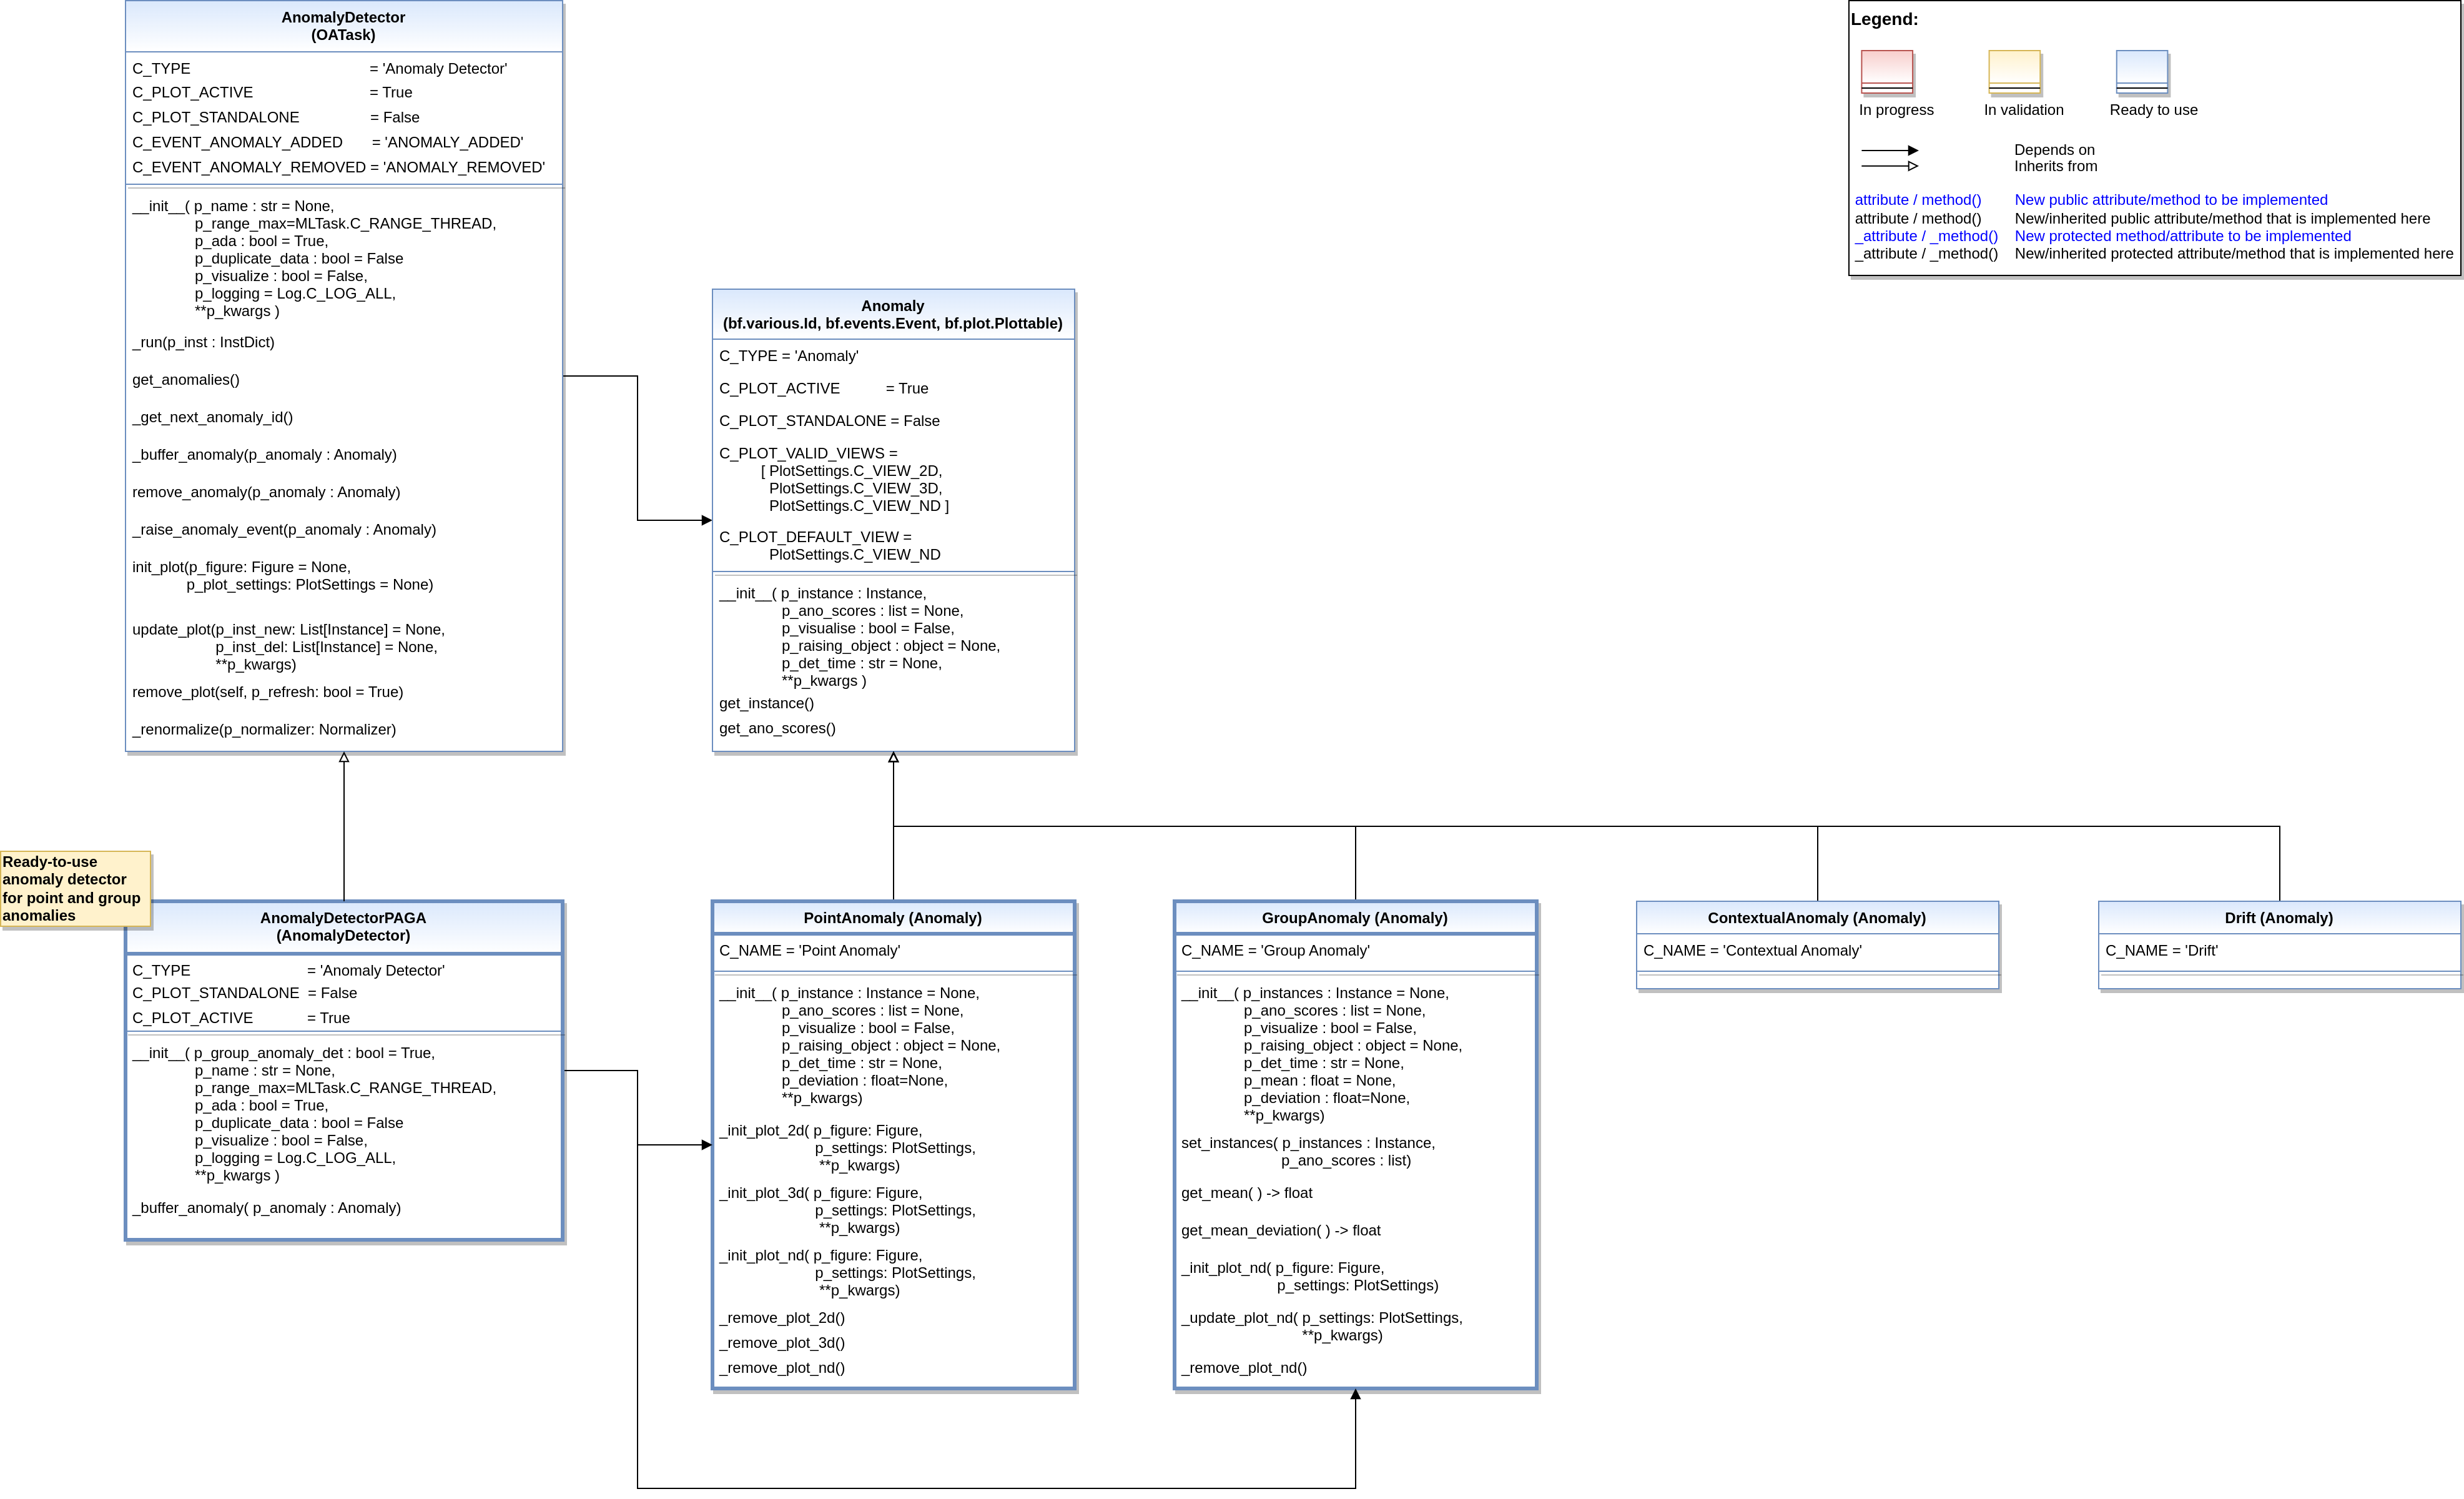 AnomalyDetector
(OATask)
C_TYPE = 'Anomaly Detector'
C_PLOT_ACTIVE = True
C_PLOT_STANDALONE = False
C_EVENT_ANOMALY_ADDED = 'ANOMALY_ADDED'
C_EVENT_ANOMALY_REMOVED = 'ANOMALY_REMOVED'
__init__( p_name : str = None,
p_range_max=MLTask.C_RANGE_THREAD,
p_ada : bool = True,
p_duplicate_data : bool = False
p_visualize : bool = False,
p_logging = Log.C_LOG_ALL,
**p_kwargs )
_run(p_inst : InstDict)
get_anomalies()
_get_next_anomaly_id()
_buffer_anomaly(p_anomaly : Anomaly)
remove_anomaly(p_anomaly : Anomaly)
_raise_anomaly_event(p_anomaly : Anomaly)
init_plot(p_figure: Figure = None,
p_plot_settings: PlotSettings = None)
update_plot(p_inst_new: List[Instance] = None,
p_inst_del: List[Instance] = None,
**p_kwargs)
remove_plot(self, p_refresh: bool = True)
_renormalize(p_normalizer: Normalizer)
Anomaly
(bf.various.Id, bf.events.Event, bf.plot.Plottable)
C_TYPE = 'Anomaly'
C_PLOT_ACTIVE = True
C_PLOT_STANDALONE = False
C_PLOT_VALID_VIEWS =
[ PlotSettings.C_VIEW_2D,
PlotSettings.C_VIEW_3D,
PlotSettings.C_VIEW_ND ]
C_PLOT_DEFAULT_VIEW =
PlotSettings.C_VIEW_ND
__init__( p_instance : Instance,
p_ano_scores : list = None,
p_visualise : bool = False,
p_raising_object : object = None,
p_det_time : str = None,
**p_kwargs )
get_instance()
get_ano_scores()
Legend:
In progress
In validation
Ready to use
Depends on
Inherits from
attribute / method() New public attribute/method to be implemented
attribute / method() New/inherited public attribute/method that is implemented here
_attribute / _method() New protected method/attribute to be implemented
_attribute / _method() New/inherited protected attribute/method that is implemented here
Ready-to-use
anomaly detector
for point and group
anomalies
AnomalyDetectorPAGA
(AnomalyDetector)
C_TYPE = 'Anomaly Detector'
C_PLOT_STANDALONE = False
C_PLOT_ACTIVE = True
__init__( p_group_anomaly_det : bool = True,
p_name : str = None,
p_range_max=MLTask.C_RANGE_THREAD,
p_ada : bool = True,
p_duplicate_data : bool = False
p_visualize : bool = False,
p_logging = Log.C_LOG_ALL,
**p_kwargs )
_buffer_anomaly( p_anomaly : Anomaly)
PointAnomaly (Anomaly)
C_NAME = 'Point Anomaly'
__init__( p_instance : Instance = None,
p_ano_scores : list = None,
p_visualize : bool = False,
p_raising_object : object = None,
p_det_time : str = None,
p_deviation : float=None,
**p_kwargs)
_init_plot_2d( p_figure: Figure,
p_settings: PlotSettings,
**p_kwargs)
_init_plot_3d( p_figure: Figure,
p_settings: PlotSettings,
**p_kwargs)
_init_plot_nd( p_figure: Figure,
p_settings: PlotSettings,
**p_kwargs)
_remove_plot_2d()
_remove_plot_3d()
_remove_plot_nd()
GroupAnomaly (Anomaly)
C_NAME = 'Group Anomaly'
__init__( p_instances : Instance = None,
p_ano_scores : list = None,
p_visualize : bool = False,
p_raising_object : object = None,
p_det_time : str = None,
p_mean : float = None,
p_deviation : float=None,
**p_kwargs)
set_instances( p_instances : Instance,
p_ano_scores : list)
get_mean( ) -> float
get_mean_deviation( ) -> float
_init_plot_nd( p_figure: Figure,
p_settings: PlotSettings)
_update_plot_nd( p_settings: PlotSettings,
**p_kwargs)
_remove_plot_nd()
ContextualAnomaly (Anomaly)
C_NAME = 'Contextual Anomaly'
Drift (Anomaly)
C_NAME = 'Drift'